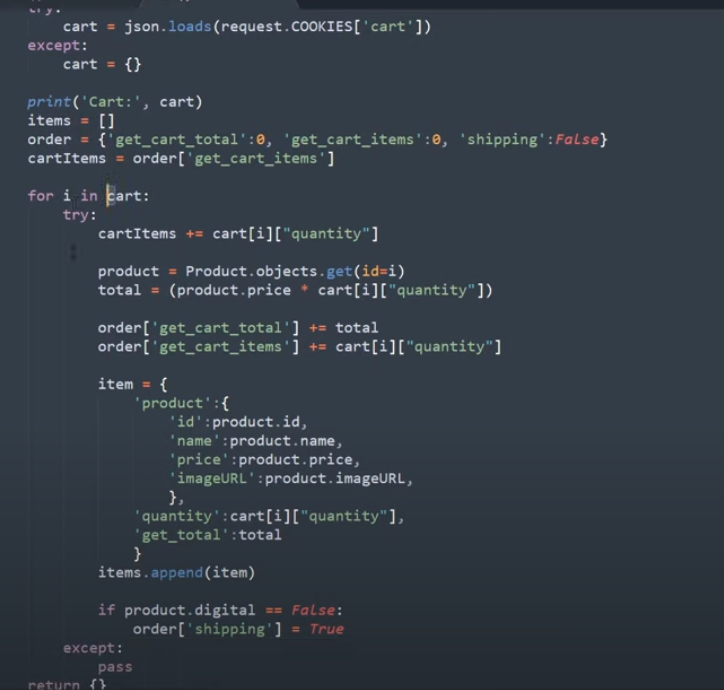 try:
cart = json.loads(request.COOKIES['cart'])
except:
cart = {}
print('Cart:', cart)
items = []
order = {'get_cart_total':0, 'get_cart_items':0, 'shipping':False}
cartItems = order['get_cart_items']
for i in cart:
try:
cartItems += cart[i]["quantity"]
product = Product.objects.get(id=i)
total = (product.price * cart[i]["quantity"])
order['get_cart_total'] += total
order['get_cart_items'] += cart[i]["quantity"]
item = {
'product':{
'id':product.id,
'name':product.name,
'price':product.price,
'imageURL':product.imageURL,
},
'quantity':cart[i]["quantity"],
'get_total':total
}
items.append(item)
if product.digital == False:
order['shipping'] = True
except:
pass
return {}